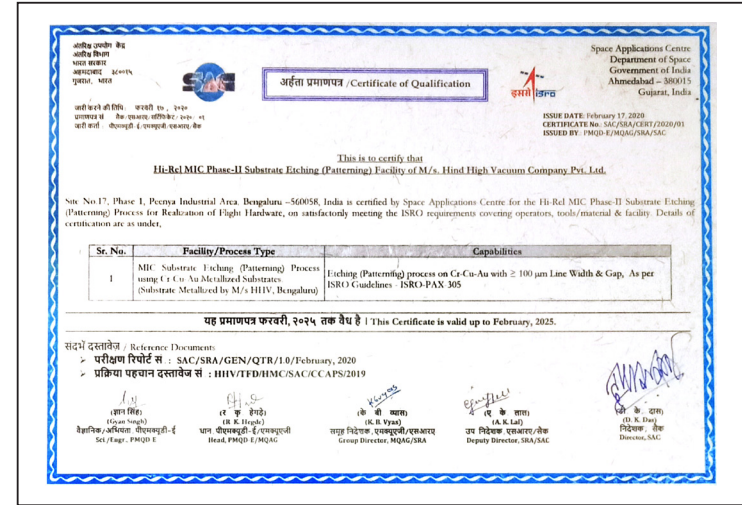 अंतरिक्ष उपयोग केंद्र
अंतरिक्ष विभाग
भारत सरकार
अहमदाबाद ३८००१५
गुजरात, भारत
अर्हता प्रमाणपत्र /Certificate of Qualification
इसरो isro
Space Applications Centre
Department of Space
Government of India
Ahmedabad – 380015
Gujarat, India
जारी करने की तिथि: फरवरी १७, २०२०
ISSUE DATE: February 17, 2020
CERTIFICATE No: SAC/SRA/CERT/2020/01
ISSUED BY: PMQD-E/MQAG/SRA/SAC
This is to certify that
Hi-Rel MIC Phase-II Substrate Etching (Patterning) Facility of M/s. Hind High Vacuum Company Pvt. Ltd.
Site No.17, Phase 1, Peenya Industrial Area, Bengaluru –560058, India is certified by Space Applications Centre for the Hi-Rel MIC Phase-II Substrate Etching
(Patterning) Process for Realization of Flight Hardware, on satisfactorily meeting the ISRO requirements covering operators, tools/material & facility. Details of
certification are as under,
Sr. No. Facility/Process Type Capabilities
1 MIC Substrate Etching (Patterning) Process
using Cr-Cu-Au Metallized Substrates
(Substrate Metallized by M/s HHV, Bengaluru)
Etching (Patterning) process on Cr-Cu-Au with ≥ 100 µm Line Width & Gap, As per
ISRO Guidelines - ISRO-PAX-305
यह प्रमाणपत्र फरवरी, २०२५ तक वैध है । This Certificate is valid up to February, 2025.
संदर्भ दस्तावेज / Reference Documents
➢ परीक्षण रिपोर्ट सं : SAC/SRA/GEN/QTR/1.0/February, 2020
➢ प्रक्रिया पहचान दस्तावेज सं : HHV/TFD/HMC/SAC/CCAPS/2019
(ज्ञान सिंह)
(Gyan Singh)
वैज्ञानिक/अभियंता पीएमक्यूडी-ई
Sci./Engr., PMQD E
(R. K. Hegde)
Head, PMQD E/MQAG
(के बी व्यास)
(K. B. Vyas)
समूह निदेशक, एमक्यूएजी/एसआरए
Group Director, MQAG/SRA
(ए के लाल)
(A. K. Lal)
उप निदेशक, एसआरए/सैक
Deputy Director, SRA/SAC
(डी के दास)
(D. K. Das)
निदेशक, सैक
Director, SAC